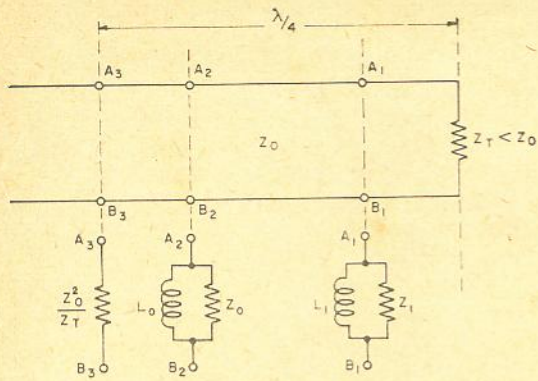 λ/4
A3 A2 A1
Z0 ZT < Z0
B3 B2 B1
A3 A2 A1
Z0²/ZT L0 Z0 L1 Z1
B3 B2 B1